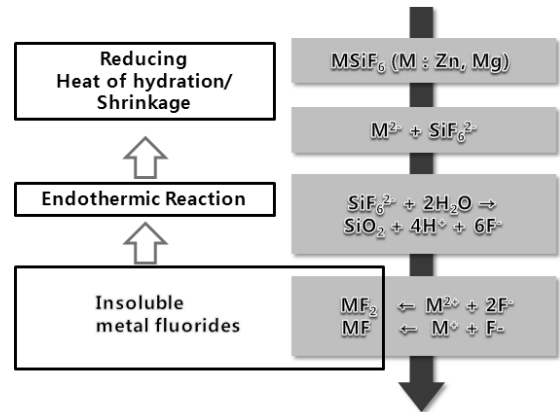 Reducing
Heat of hydration/
Shrinkage
MSiF₆ (M : Zn, Mg)
M²⁻ + SiF₆²⁻
Endothermic Reaction
SiF₆²⁻ + 2H₂O →
SiO₂ + 4H⁺ + 6F⁻
Insoluble
metal fluorides
MF₂ ← M²⁺ + 2F⁻
MF ← M⁺ + F-